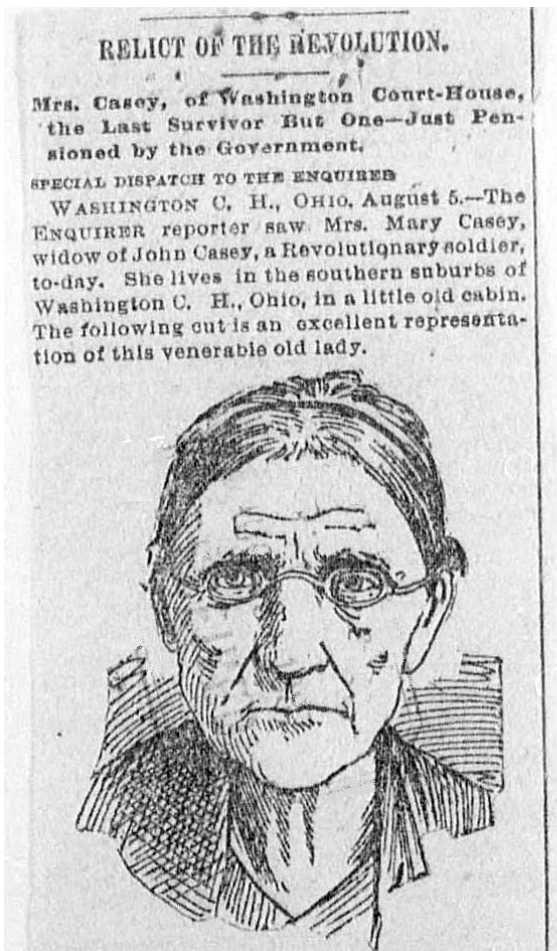 RELICT OF THE REVOLUTION.
Mrs. Casey, of Washington Court-House,
the Last Survivor But One—Just Pen-
sioned by the Government.
SPECIAL DISPATCH TO THE ENQUIRER
WASHINGTON C. H., OHIO, August 5.—The
ENQUIRER reporter saw Mrs. Mary Casey,
widow of John Casey, a Revolutionary soldier,
to-day. She lives in the southern suburbs of
Washington C. H., Ohio, in a little old cabin.
The following cut is an excellent representa-
tion of this venerable old lady.